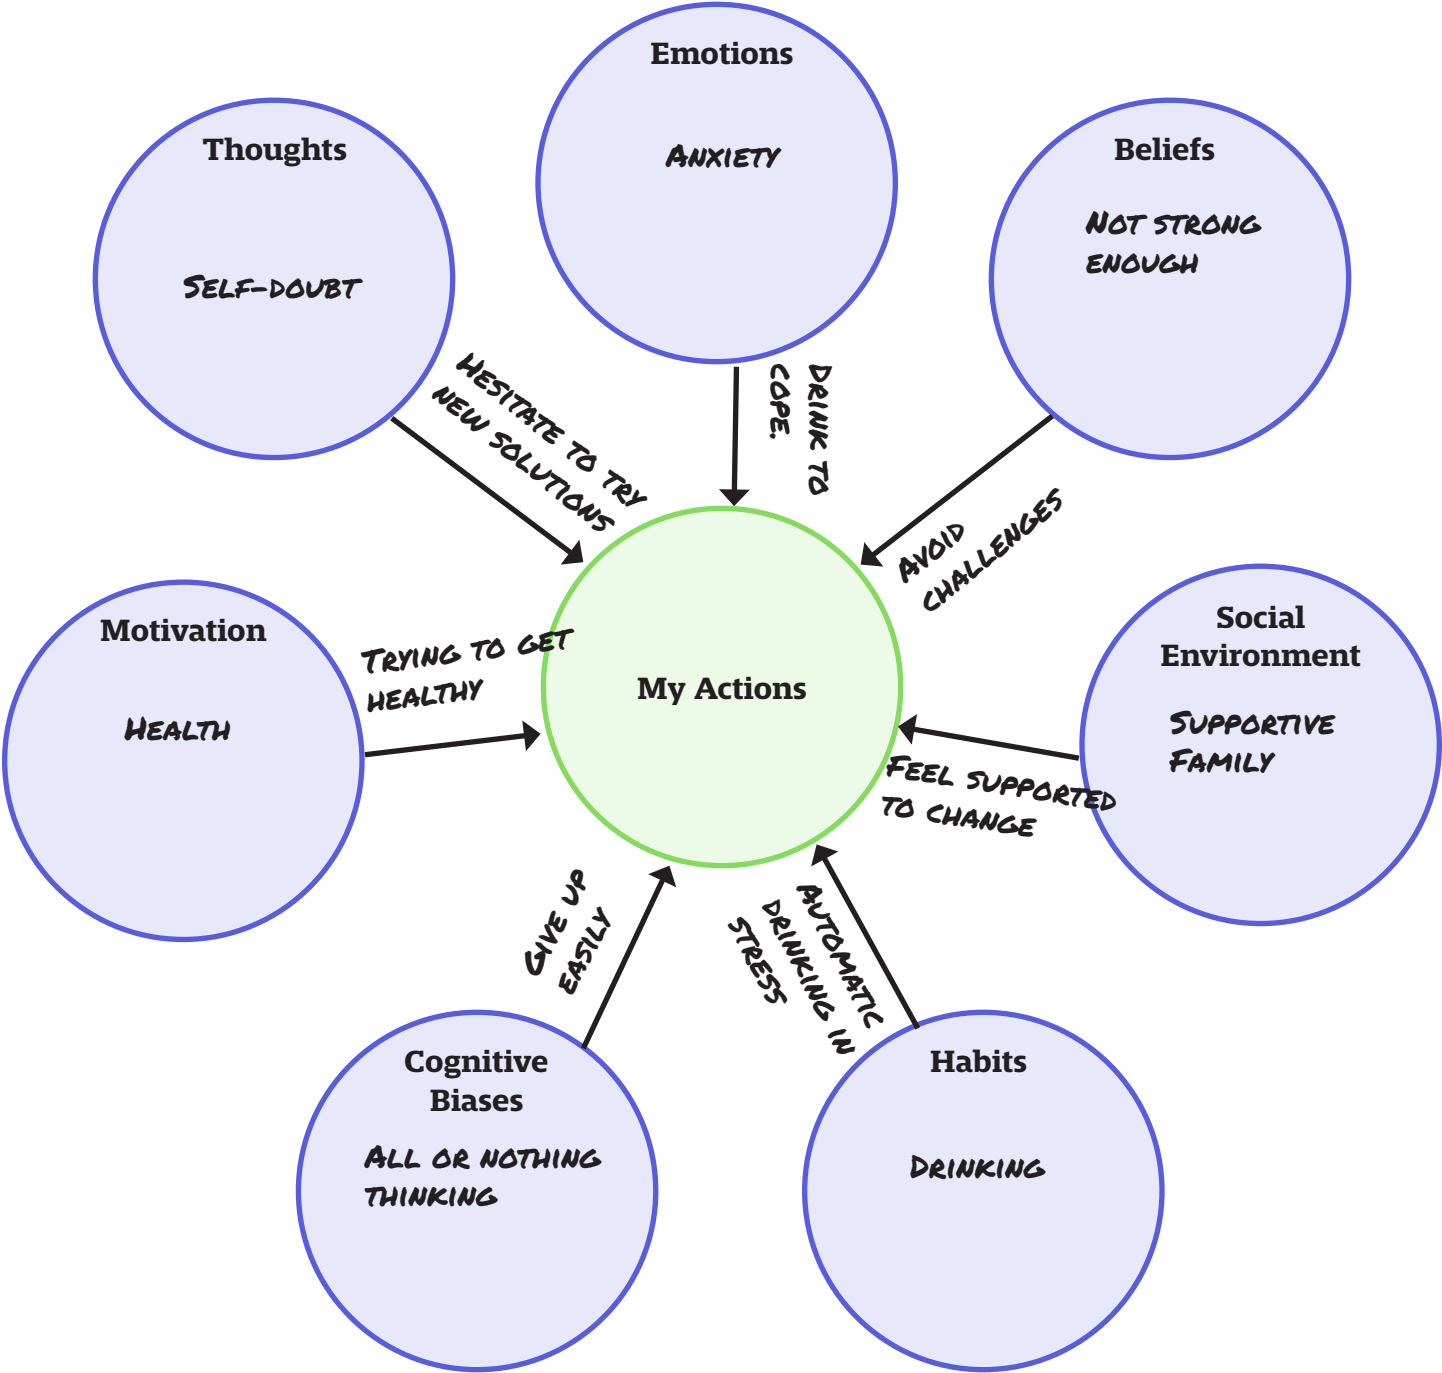 Emotions
Anxiety
Thoughts
Self-doubt
Beliefs
Not strong
enough
Hesitate to try
new solutions
Drink to
cope.
Avoid
challenges
Motivation
Health
Trying to get
healthy
My Actions
Social
Environment
Supportive
Family
Feel supported
to change
Give up
easily
Automatic
drinking in
stress
Cognitive
Biases
All or nothing
thinking
Habits
Drinking